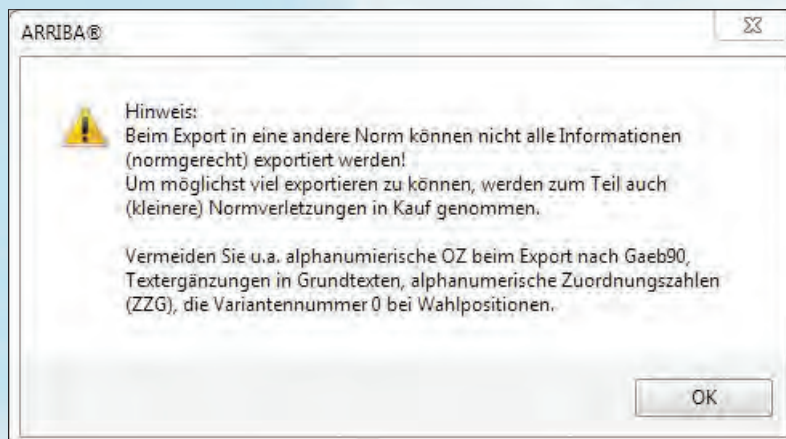 ARRIBA®
Hinweis:
Beim Export in eine andere Norm können nicht alle Informationen
(normgerecht) exportiert werden!
Um möglichst viel exportieren zu können, werden zum Teil auch
(kleinere) Normverletzungen in Kauf genommen.
Vermeiden Sie u.a. alphanumierische OZ beim Export nach Gaeb90,
Textergänzungen in Grundtexten, alphanumerische Zuordnungszahlen
(ZZG), die Variantennummer 0 bei Wahlpositionen.
OK